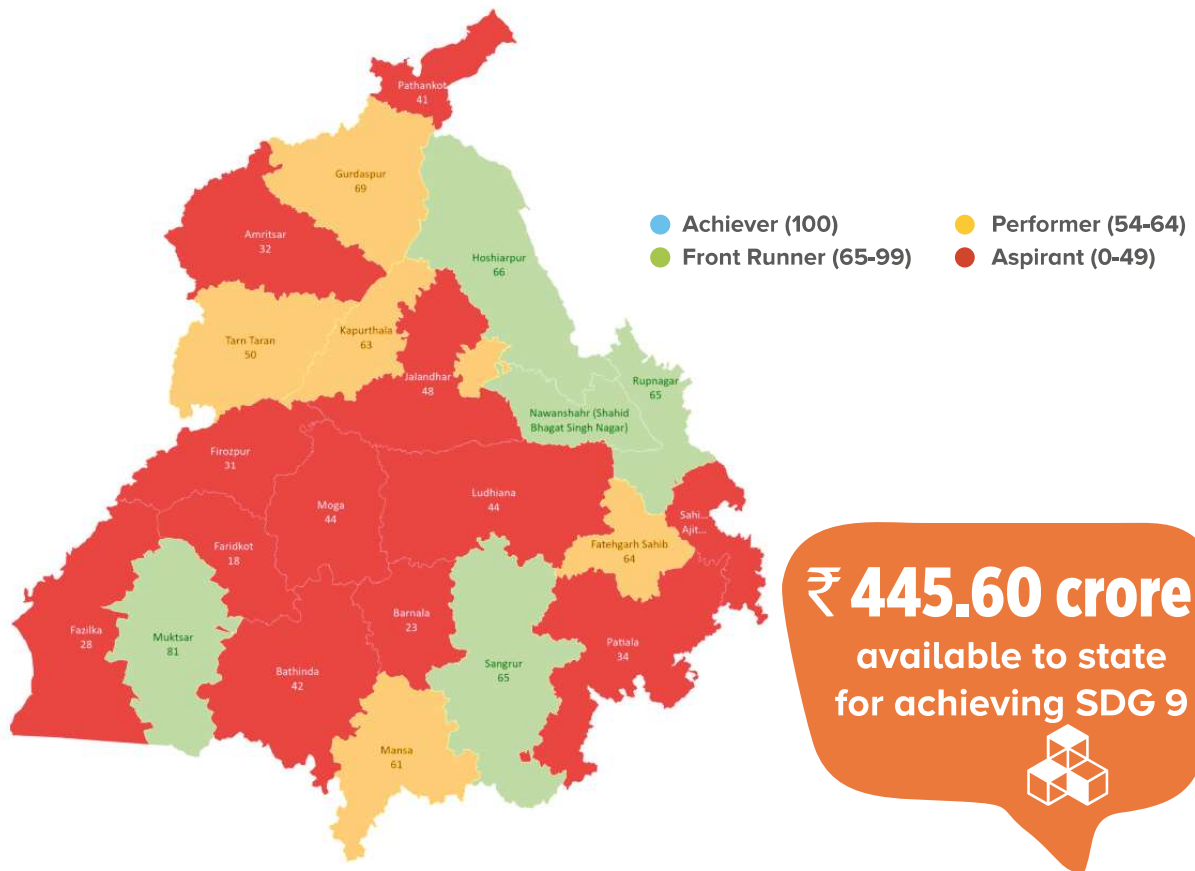 Pathankot
41
Gurdaspur
69
Amritsar
32
Hoshiarpur
66
Achiever (100)
Performer (54-64)
Front Runner (65-99)
Aspirant (0-49)
Tarn Taran
50
Kapurthala
63
Jalandhar
48
Rupnagar
65
Nawanshahr (Shahid
Bhagat Singh Nagar)
Firozpur
31
Moga
44
Ludhiana
44
Sahi...
Ajit...
Faridkot
18
Fatehgarh Sahib
64
Fazilka
28
Muktsar
81
Barnala
23
Bathinda
42
Sangrur
65
Patiala
34
Mansa
61
₹ 445.60 crore
available to state
for achieving SDG 9